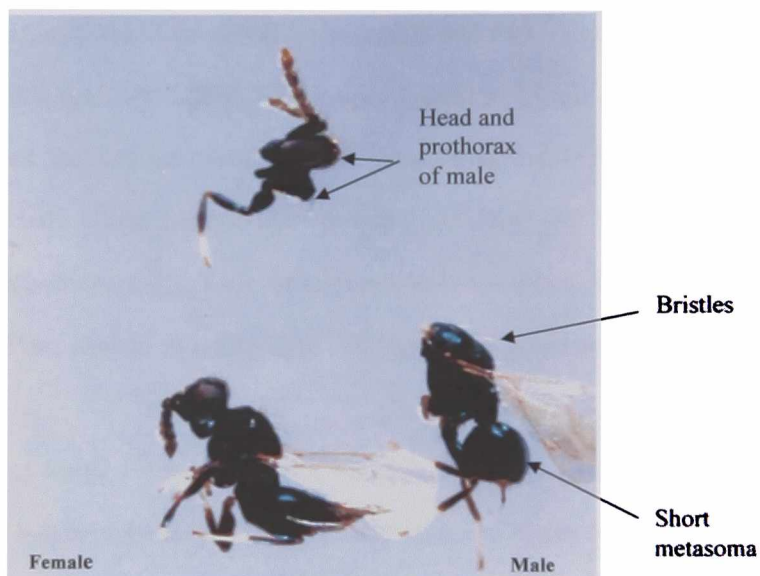 Head and
prothorax
of male
Bristles
Short
metasoma
Female
Male